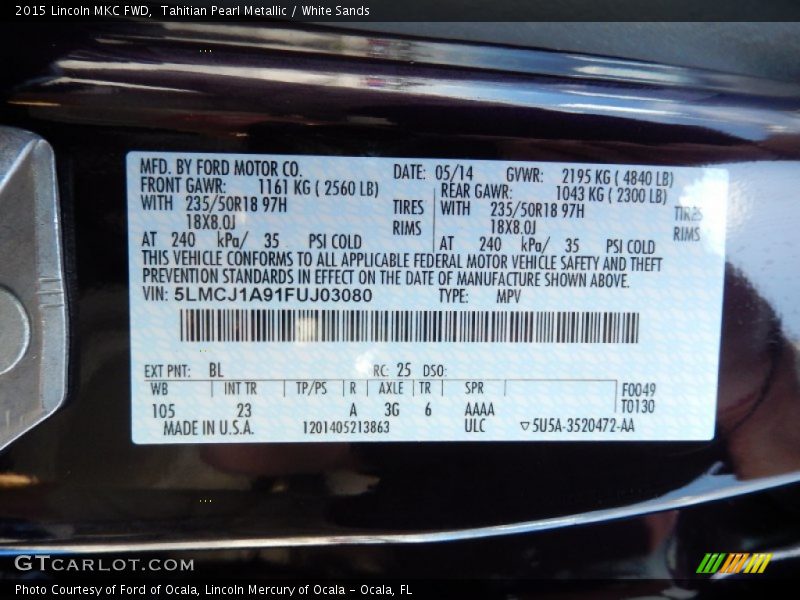 2015 Lincoln MKC FWD,  Tahitian Pearl Metallic / White Sands
MFD. BY FORD MOTOR CO. DATE: 05/14 GVWR: 2195 KG ( 4840 LB)
FRONT GAWR: 1161 KG ( 2560 LB) REAR GAWR: 1043 KG ( 2300 LB)
WITH 235/50R18 97H TIRES WITH 235/50R18 97H TIRES
18X8.0J RIMS 18X8.0J RIMS
AT 240 kPa/ 35 PSI COLD AT 240 kPa/ 35 PSI COLD
THIS VEHICLE CONFORMS TO ALL APPLICABLE FEDERAL MOTOR VEHICLE SAFETY AND THEFT
PREVENTION STANDARDS IN EFFECT ON THE DATE OF MANUFACTURE SHOWN ABOVE.
VIN: 5LMCJ1A91FUJ03080 TYPE: MPV
EXT PNT: BL RC: 25 DSO:
WB INT TR TP/PS R AXLE TR SPR F0049
105 23 A 3G 6 AAAA T0130
MADE IN U.S.A. 1201405213863 ULC ▽5U5A-3520472-AA
GTCARLOT.COM
Photo Courtesy of Ford of Ocala, Lincoln Mercury of Ocala - Ocala, FL